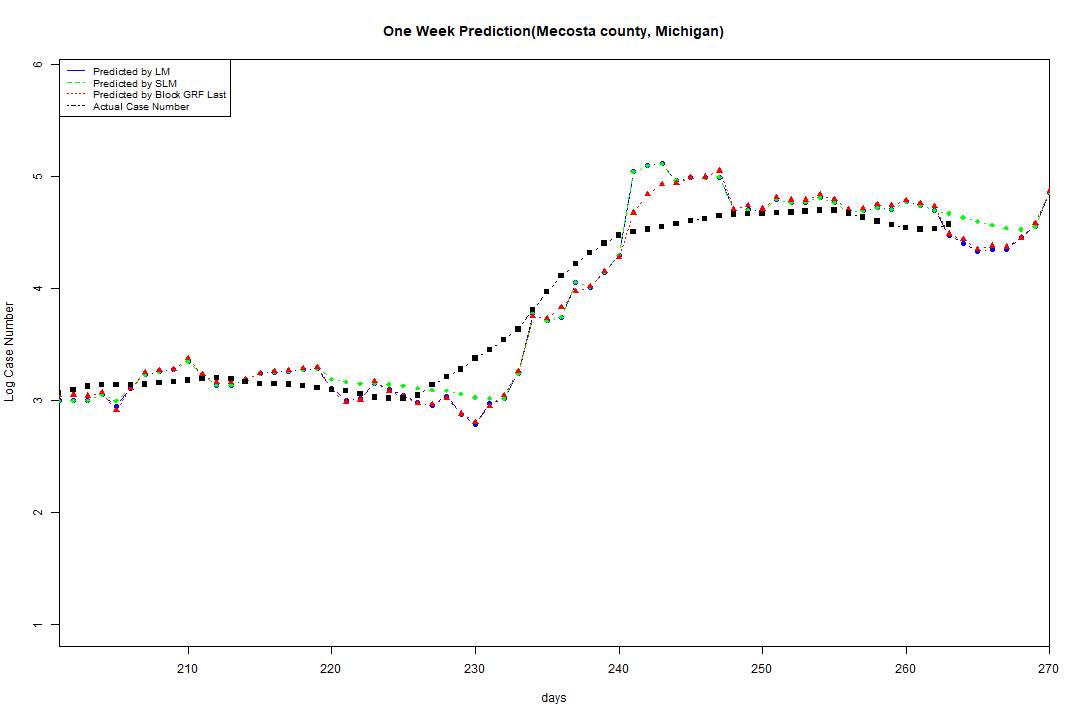 One Week Prediction(Mecosta county, Michigan)
6
Predicted by LM
Predicted by SLM
Predicted by Block GRF Last
Actual Case Number
5
4
3
2
1
Log Case Number
210 220 230 240 250 260 270
days